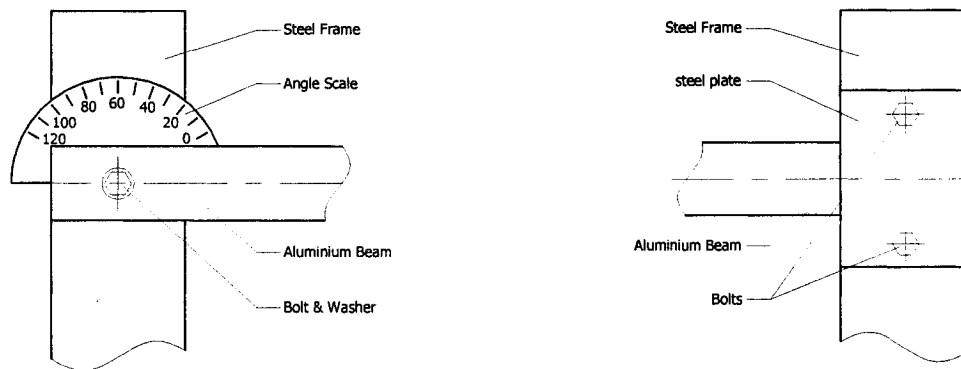 Steel Frame
Angle Scale
120 100 80 60 40 20 0
Aluminium Beam
Bolt & Washer
Steel Frame
steel plate
Aluminium Beam
Bolts